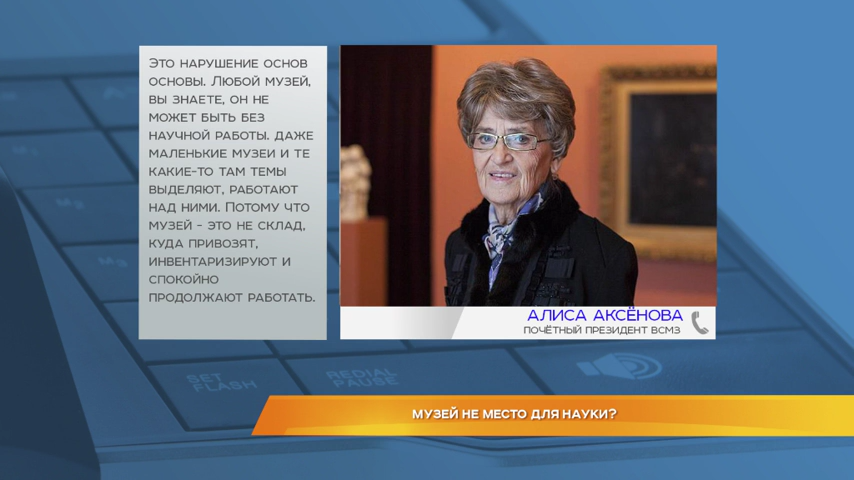 Это нарушение основ
основы. Любой музей,
вы знаете, он не
может быть без
научной работы. даже
маленькие музеи и те
какие-то там темы
выделяют, работают
над ними. Потому что
музей - это не склад,
куда привозят,
инвентаризируют и
спокойно
продолжают работать.
АЛИСА АКСЁНОВА
ПОЧЁТНЫЙ ПРЕЗИДЕНТ ВСМЗ
SET
FLASH
REDIAL
PAUSE
МУЗЕЙ НЕ МЕСТО ДЛЯ НАУКИ?